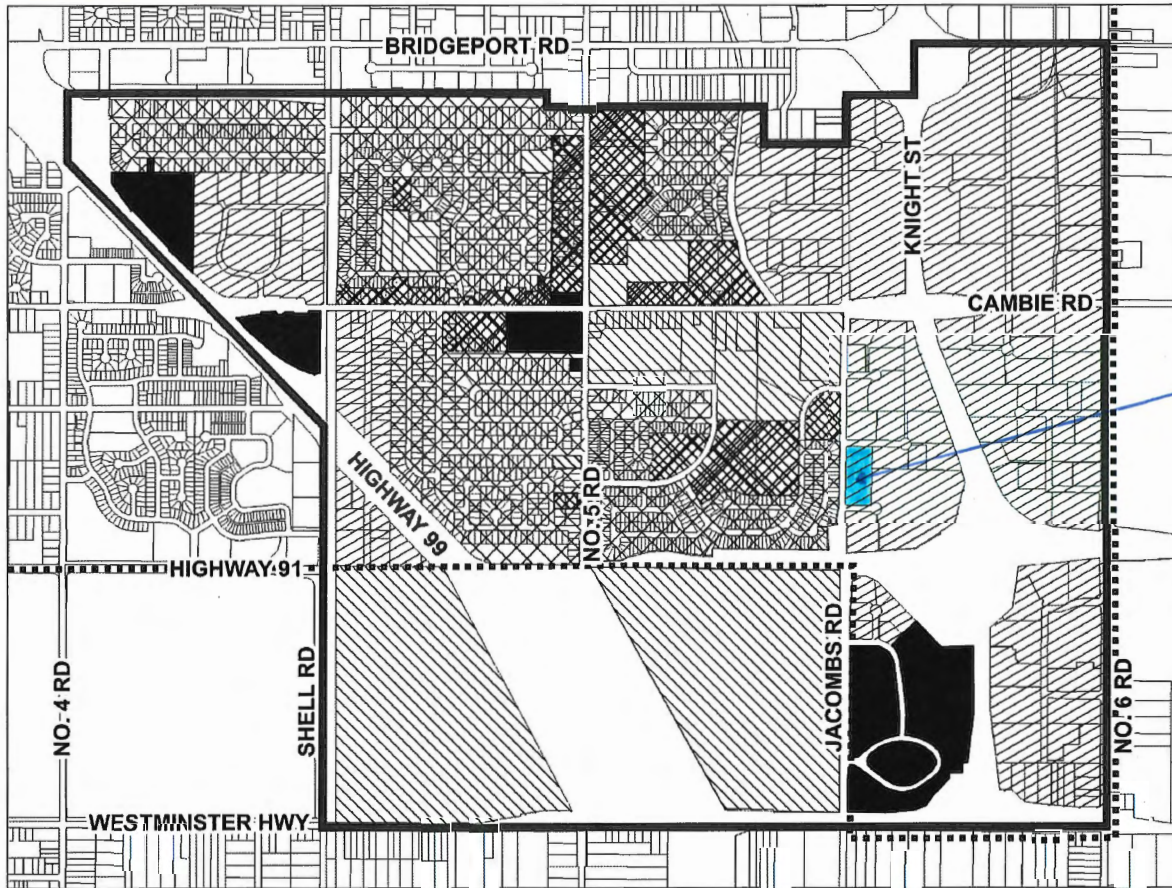 BRIDGEPORT RD
KNIGHT ST
CAMBIE RD
HIGHWAY 99
NO. 5 RD
HIGHWAY 91
NO. 4 RD
SHELL RD
JACOMBS RD
NO. 6 RD
WESTMINSTER HWY